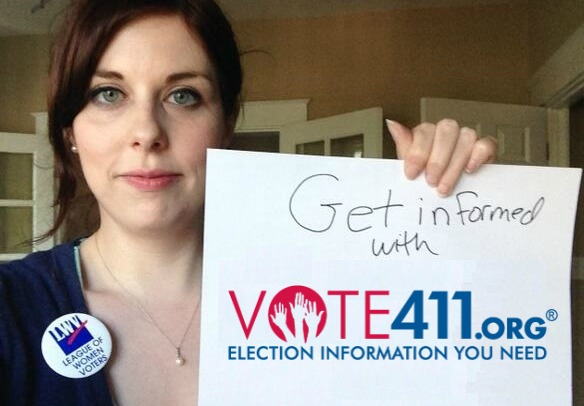 Get informed
with
VOTE411.ORG®
ELECTION INFORMATION YOU NEED
LWV
LEAGUE OF
WOMEN
VOTERS